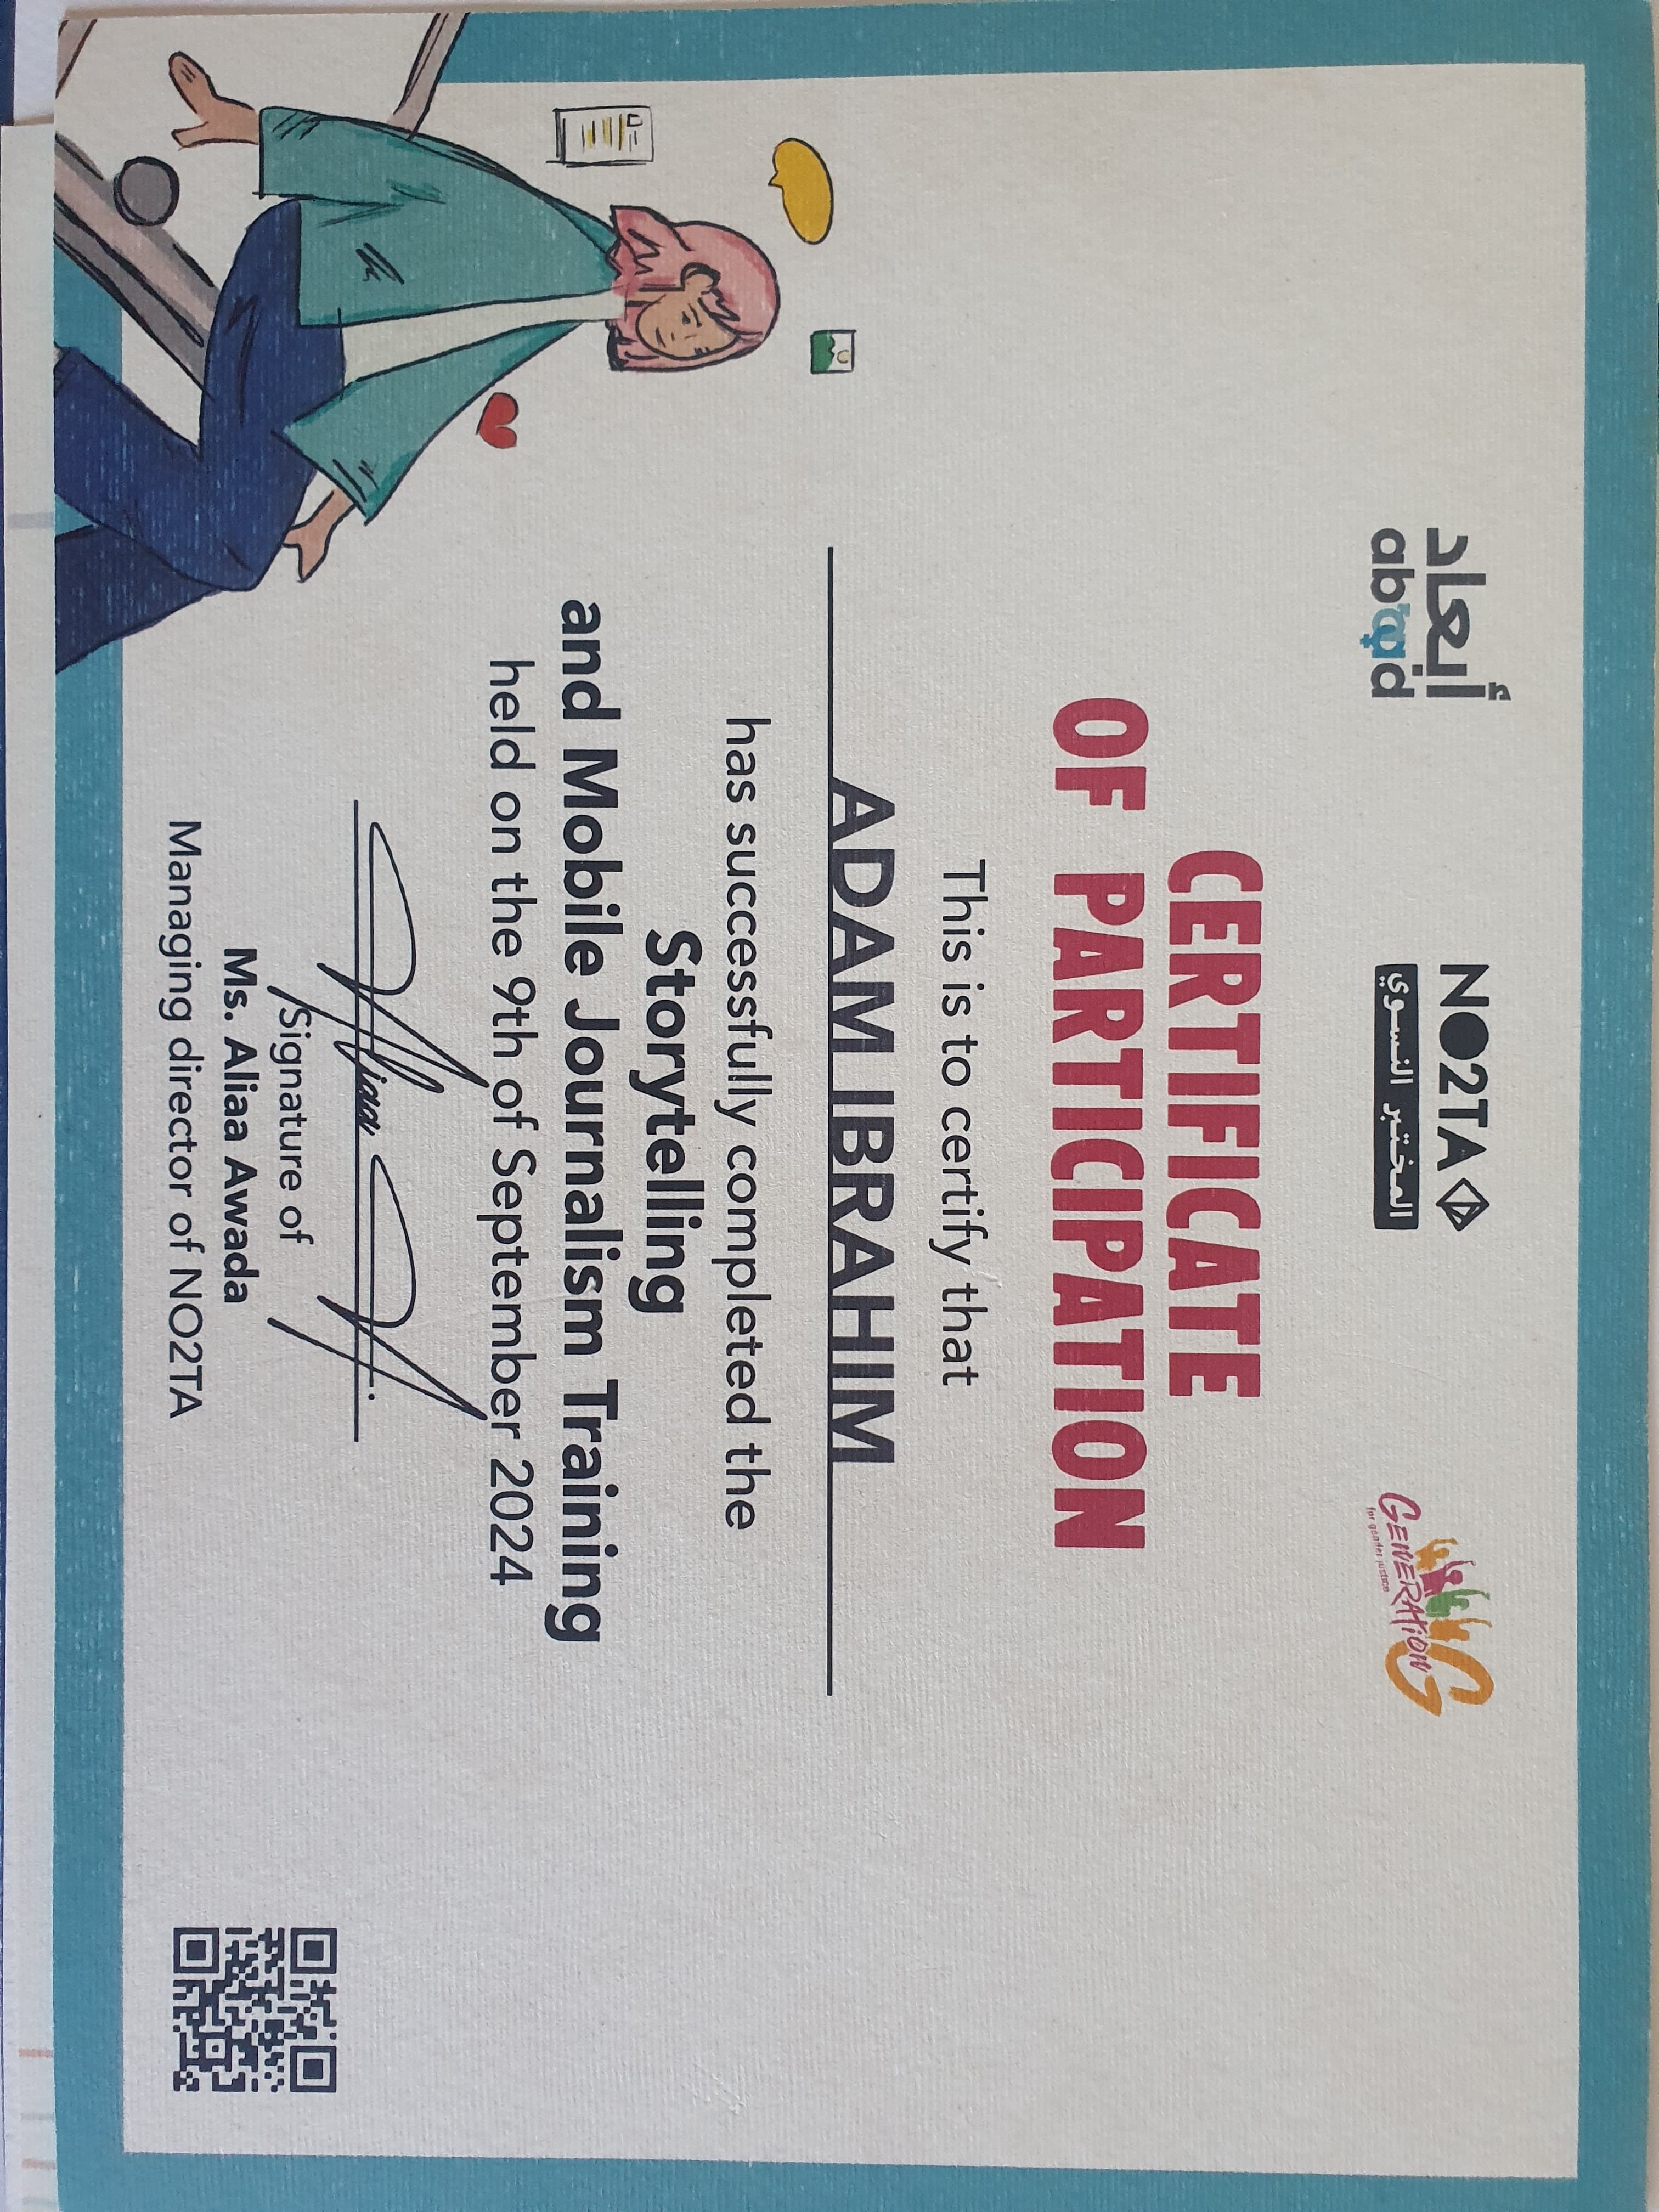 أبعاد
abaad
NO2TA
المختبر النسوي
GENERATION G
for gender justice
CERTIFICATE
OF PARTICIPATION
This is to certify that
ADAM IBRAHIM
has successfully completed the
Storytelling
and Mobile Journalism Training
held on the 9th of September 2024
Aliaa A.
Signature of
Ms. Aliaa Awada
Managing director of NO2TA